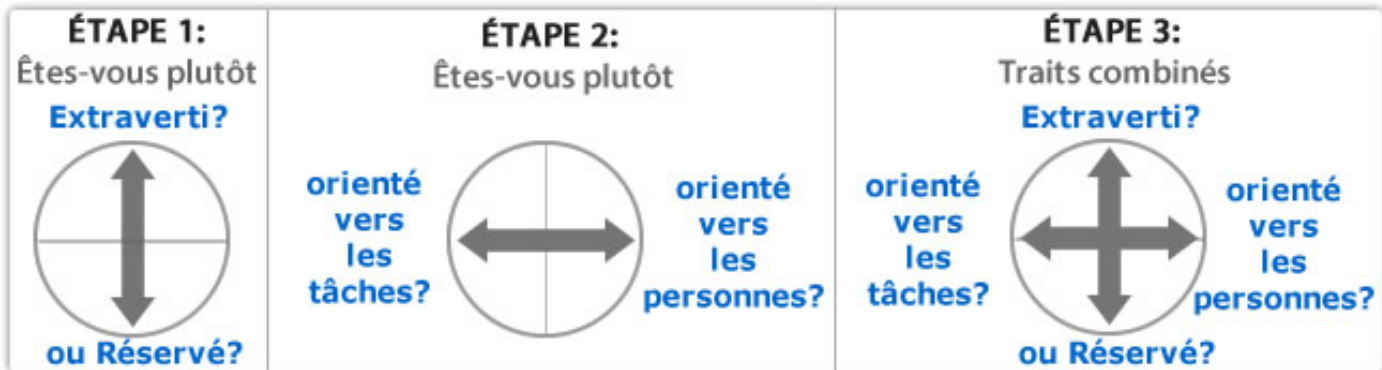 ÉTAPE 1:
Êtes-vous plutôt
Extraverti?
ou Réservé?
ÉTAPE 2:
Êtes-vous plutôt
orienté
vers
les
tâches?
orienté
vers
les
personnes?
ÉTAPE 3:
Traits combinés
Extraverti?
orienté
vers
les
tâches?
orienté
vers
les
personnes?
ou Réservé?